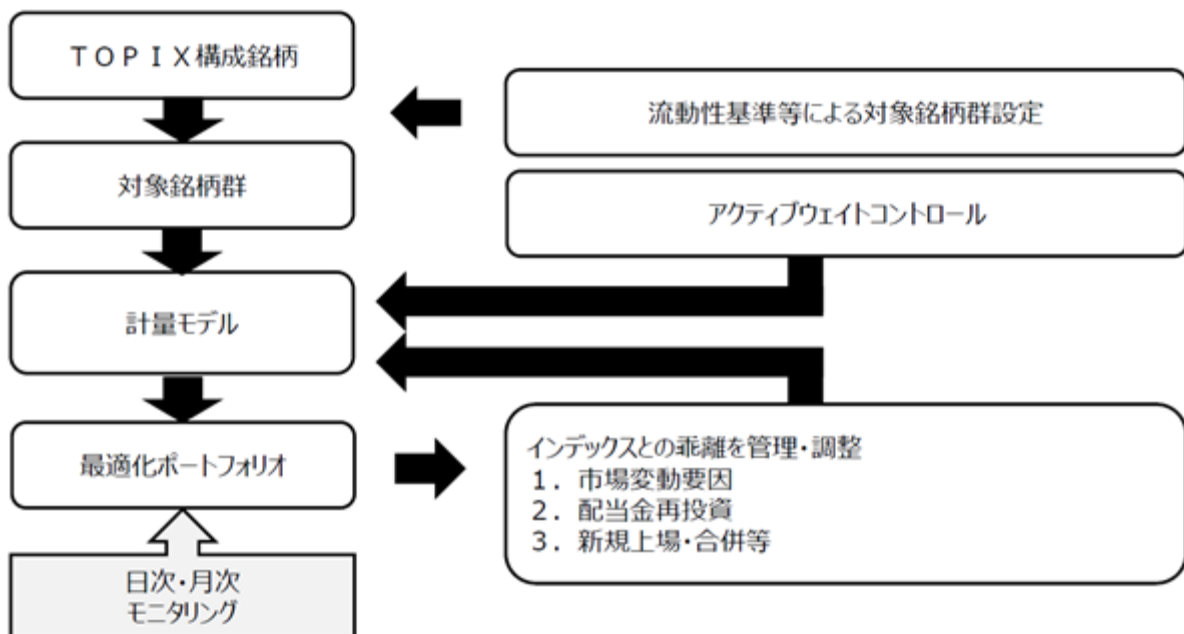 TOPIX構成銘柄
流動性基準等による対象銘柄群設定
対象銘柄群
アクティブウェイトコントロール
計量モデル
最適化ポートフォリオ
インデックスとの乖離を管理・調整
1．市場変動要因
2．配当金再投資
3．新規上場・合併等
日次・月次
モニタリング